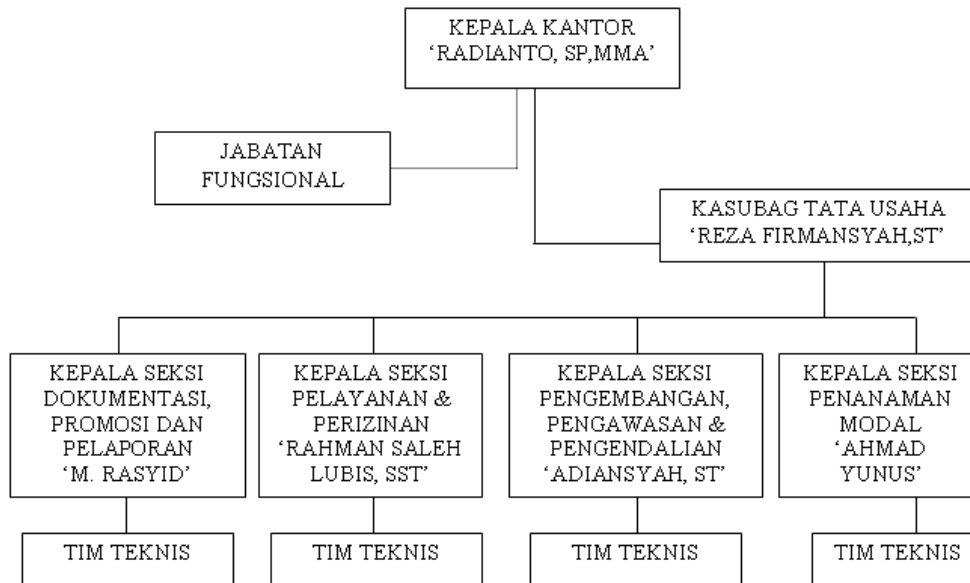 KEPALA KANTOR
‘RADIANTO, SP,MMA’
JABATAN
FUNGSIONAL
KASUBAG TATA USAHA
‘REZA FIRMANSYAH,ST’
KEPALA SEKSI
DOKUMENTASI,
PROMOSI DAN
PELAPORAN
‘M. RASYID’
KEPALA SEKSI
PELAYANAN &
PERIZINAN
‘RAHMAN SALEH
LUBIS, SST’
KEPALA SEKSI
PENGEMBANGAN,
PENGAWASAN &
PENGENDALIAN
‘ADIANSYAH, ST’
KEPALA SEKSI
PENANAMAN
MODAL
‘AHMAD
YUNUS’
TIM TEKNIS
TIM TEKNIS
TIM TEKNIS
TIM TEKNIS